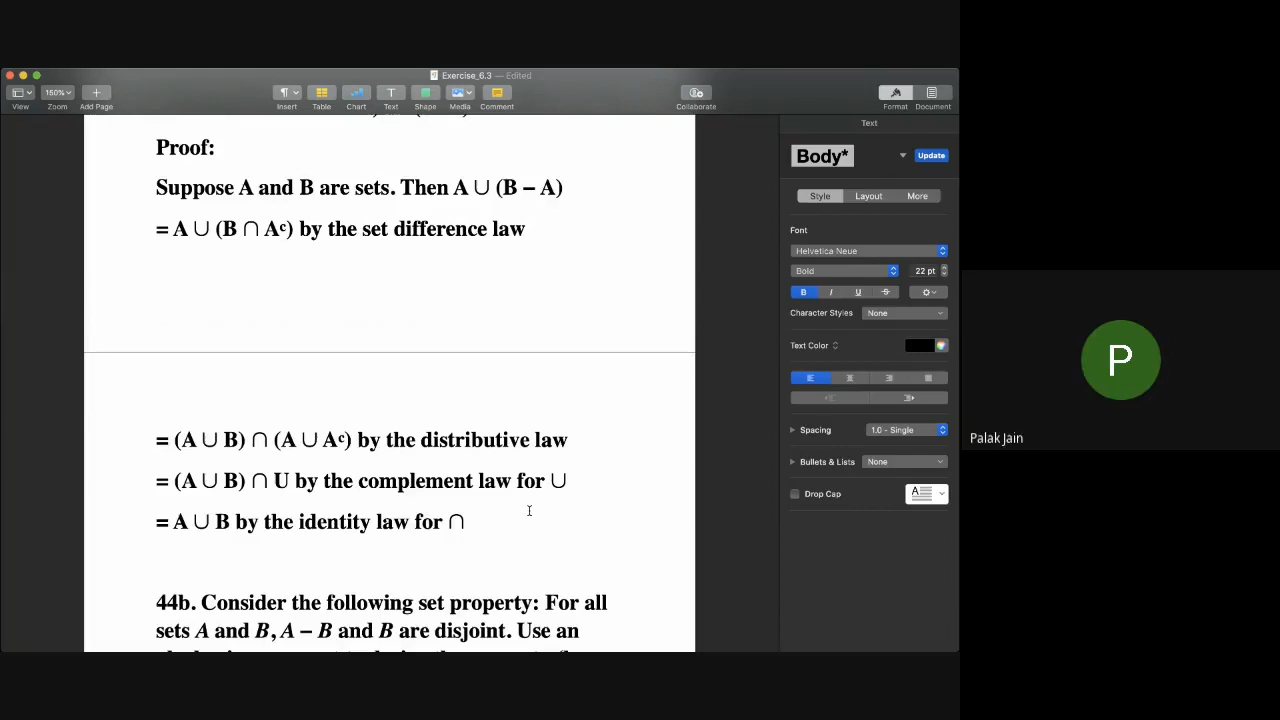 Exercise_6.3 — Edited
150%
View Zoom Add Page Insert Table Chart Text Shape Media Comment Collaborate Format Document
Text
Body* Update
Style Layout More
Font
Helvetica Neue
Bold 22 pt
B I U S
Character Styles None
Text Color
Spacing 1.0 - Single
Bullets & Lists None
Drop Cap
Proof:
Suppose A and B are sets. Then A ∪ (B − A)
= A ∪ (B ∩ Aᶜ) by the set difference law
= (A ∪ B) ∩ (A ∪ Aᶜ) by the distributive law
= (A ∪ B) ∩ U by the complement law for ∪
= A ∪ B by the identity law for ∩
44b. Consider the following set property: For all
sets A and B, A − B and B are disjoint. Use an
P
Palak Jain